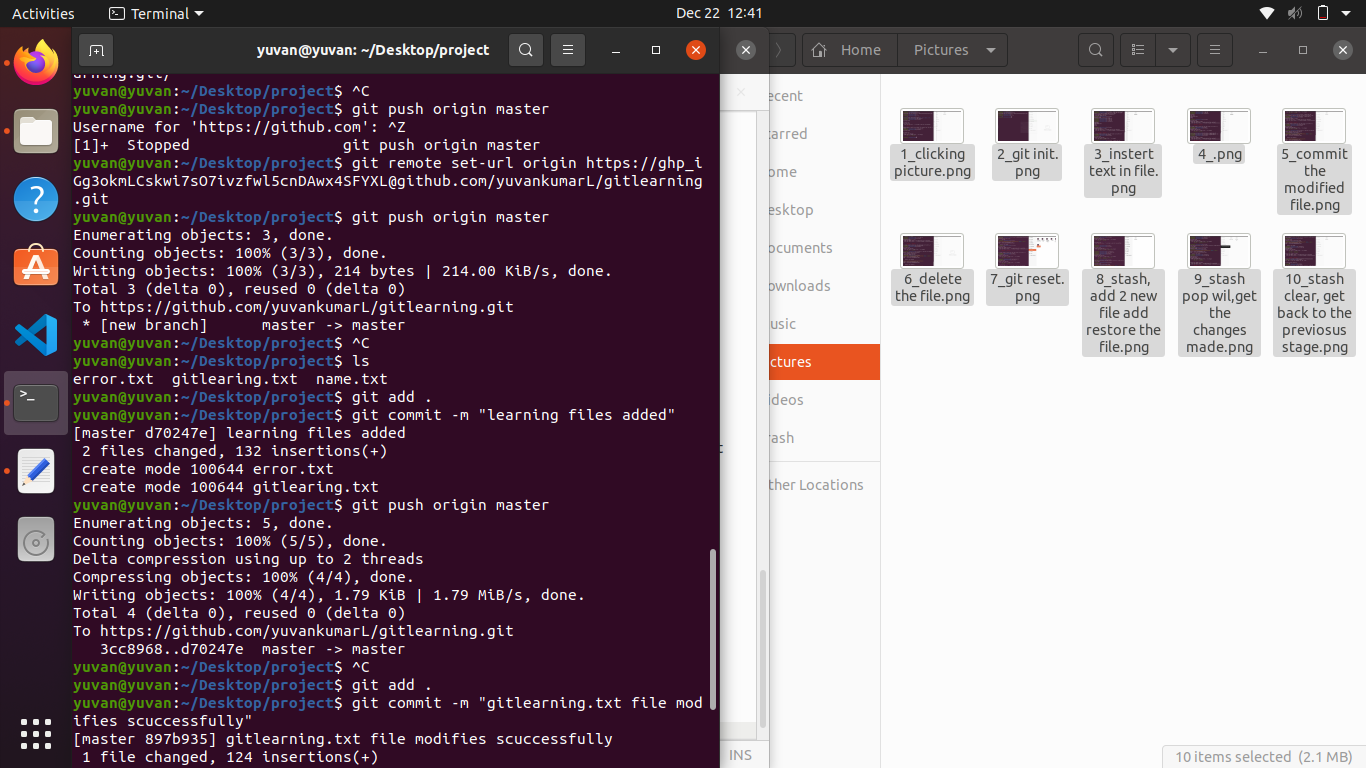 Activities
Terminal
Dec 22 12:41
yuvan@yuvan: ~/Desktop/project
yuvan@yuvan:~/Desktop/project$ ^C
yuvan@yuvan:~/Desktop/project$ git push origin master
Username for 'https://github.com': ^Z
[1]+  Stopped                 git push origin master
yuvan@yuvan:~/Desktop/project$ git remote set-url origin https://ghp_i
Gg3okmLCskwi7sO7ivzfwl5cnDAwx4SFYXL@github.com/yuvankumarL/gitlearning
.git
yuvan@yuvan:~/Desktop/project$ git push origin master
Enumerating objects: 3, done.
Counting objects: 100% (3/3), done.
Writing objects: 100% (3/3), 214 bytes | 214.00 KiB/s, done.
Total 3 (delta 0), reused 0 (delta 0)
To https://github.com/yuvankumarL/gitlearning.git
 * [new branch]      master -> master
yuvan@yuvan:~/Desktop/project$ ^C
yuvan@yuvan:~/Desktop/project$ ls
error.txt  gitlearing.txt  name.txt
yuvan@yuvan:~/Desktop/project$ git add .
yuvan@yuvan:~/Desktop/project$ git commit -m "learning files added"
[master d70247e] learning files added
 2 files changed, 132 insertions(+)
 create mode 100644 error.txt
 create mode 100644 gitlearing.txt
yuvan@yuvan:~/Desktop/project$ git push origin master
Enumerating objects: 5, done.
Counting objects: 100% (5/5), done.
Delta compression using up to 2 threads
Compressing objects: 100% (4/4), done.
Writing objects: 100% (4/4), 1.79 KiB | 1.79 MiB/s, done.
Total 4 (delta 0), reused 0 (delta 0)
To https://github.com/yuvankumarL/gitlearning.git
   3cc8968..d70247e  master -> master
yuvan@yuvan:~/Desktop/project$ ^C
yuvan@yuvan:~/Desktop/project$ git add .
yuvan@yuvan:~/Desktop/project$ git commit -m "gitlearning.txt file mod
ifies scuccessfully"
[master 897b935] gitlearning.txt file modifies scuccessfully
 1 file changed, 124 insertions(+)
INS
Home
Pictures
ecent
arred
ome
esktop
ocuments
ownloads
usic
ctures
deos
rash
ther Locations
1_clicking
picture.png
2_git init.
png
3_instert
text in file.
png
4_.png
5_commit
the
modified
file.png
6_delete
the file.png
7_git reset.
png
8_stash,
add 2 new
file add
restore the
file.png
9_stash
pop wil,get
the
changes
made.png
10_stash
clear, get
back to the
previosus
stage.png
10 items selected (2.1 MB)